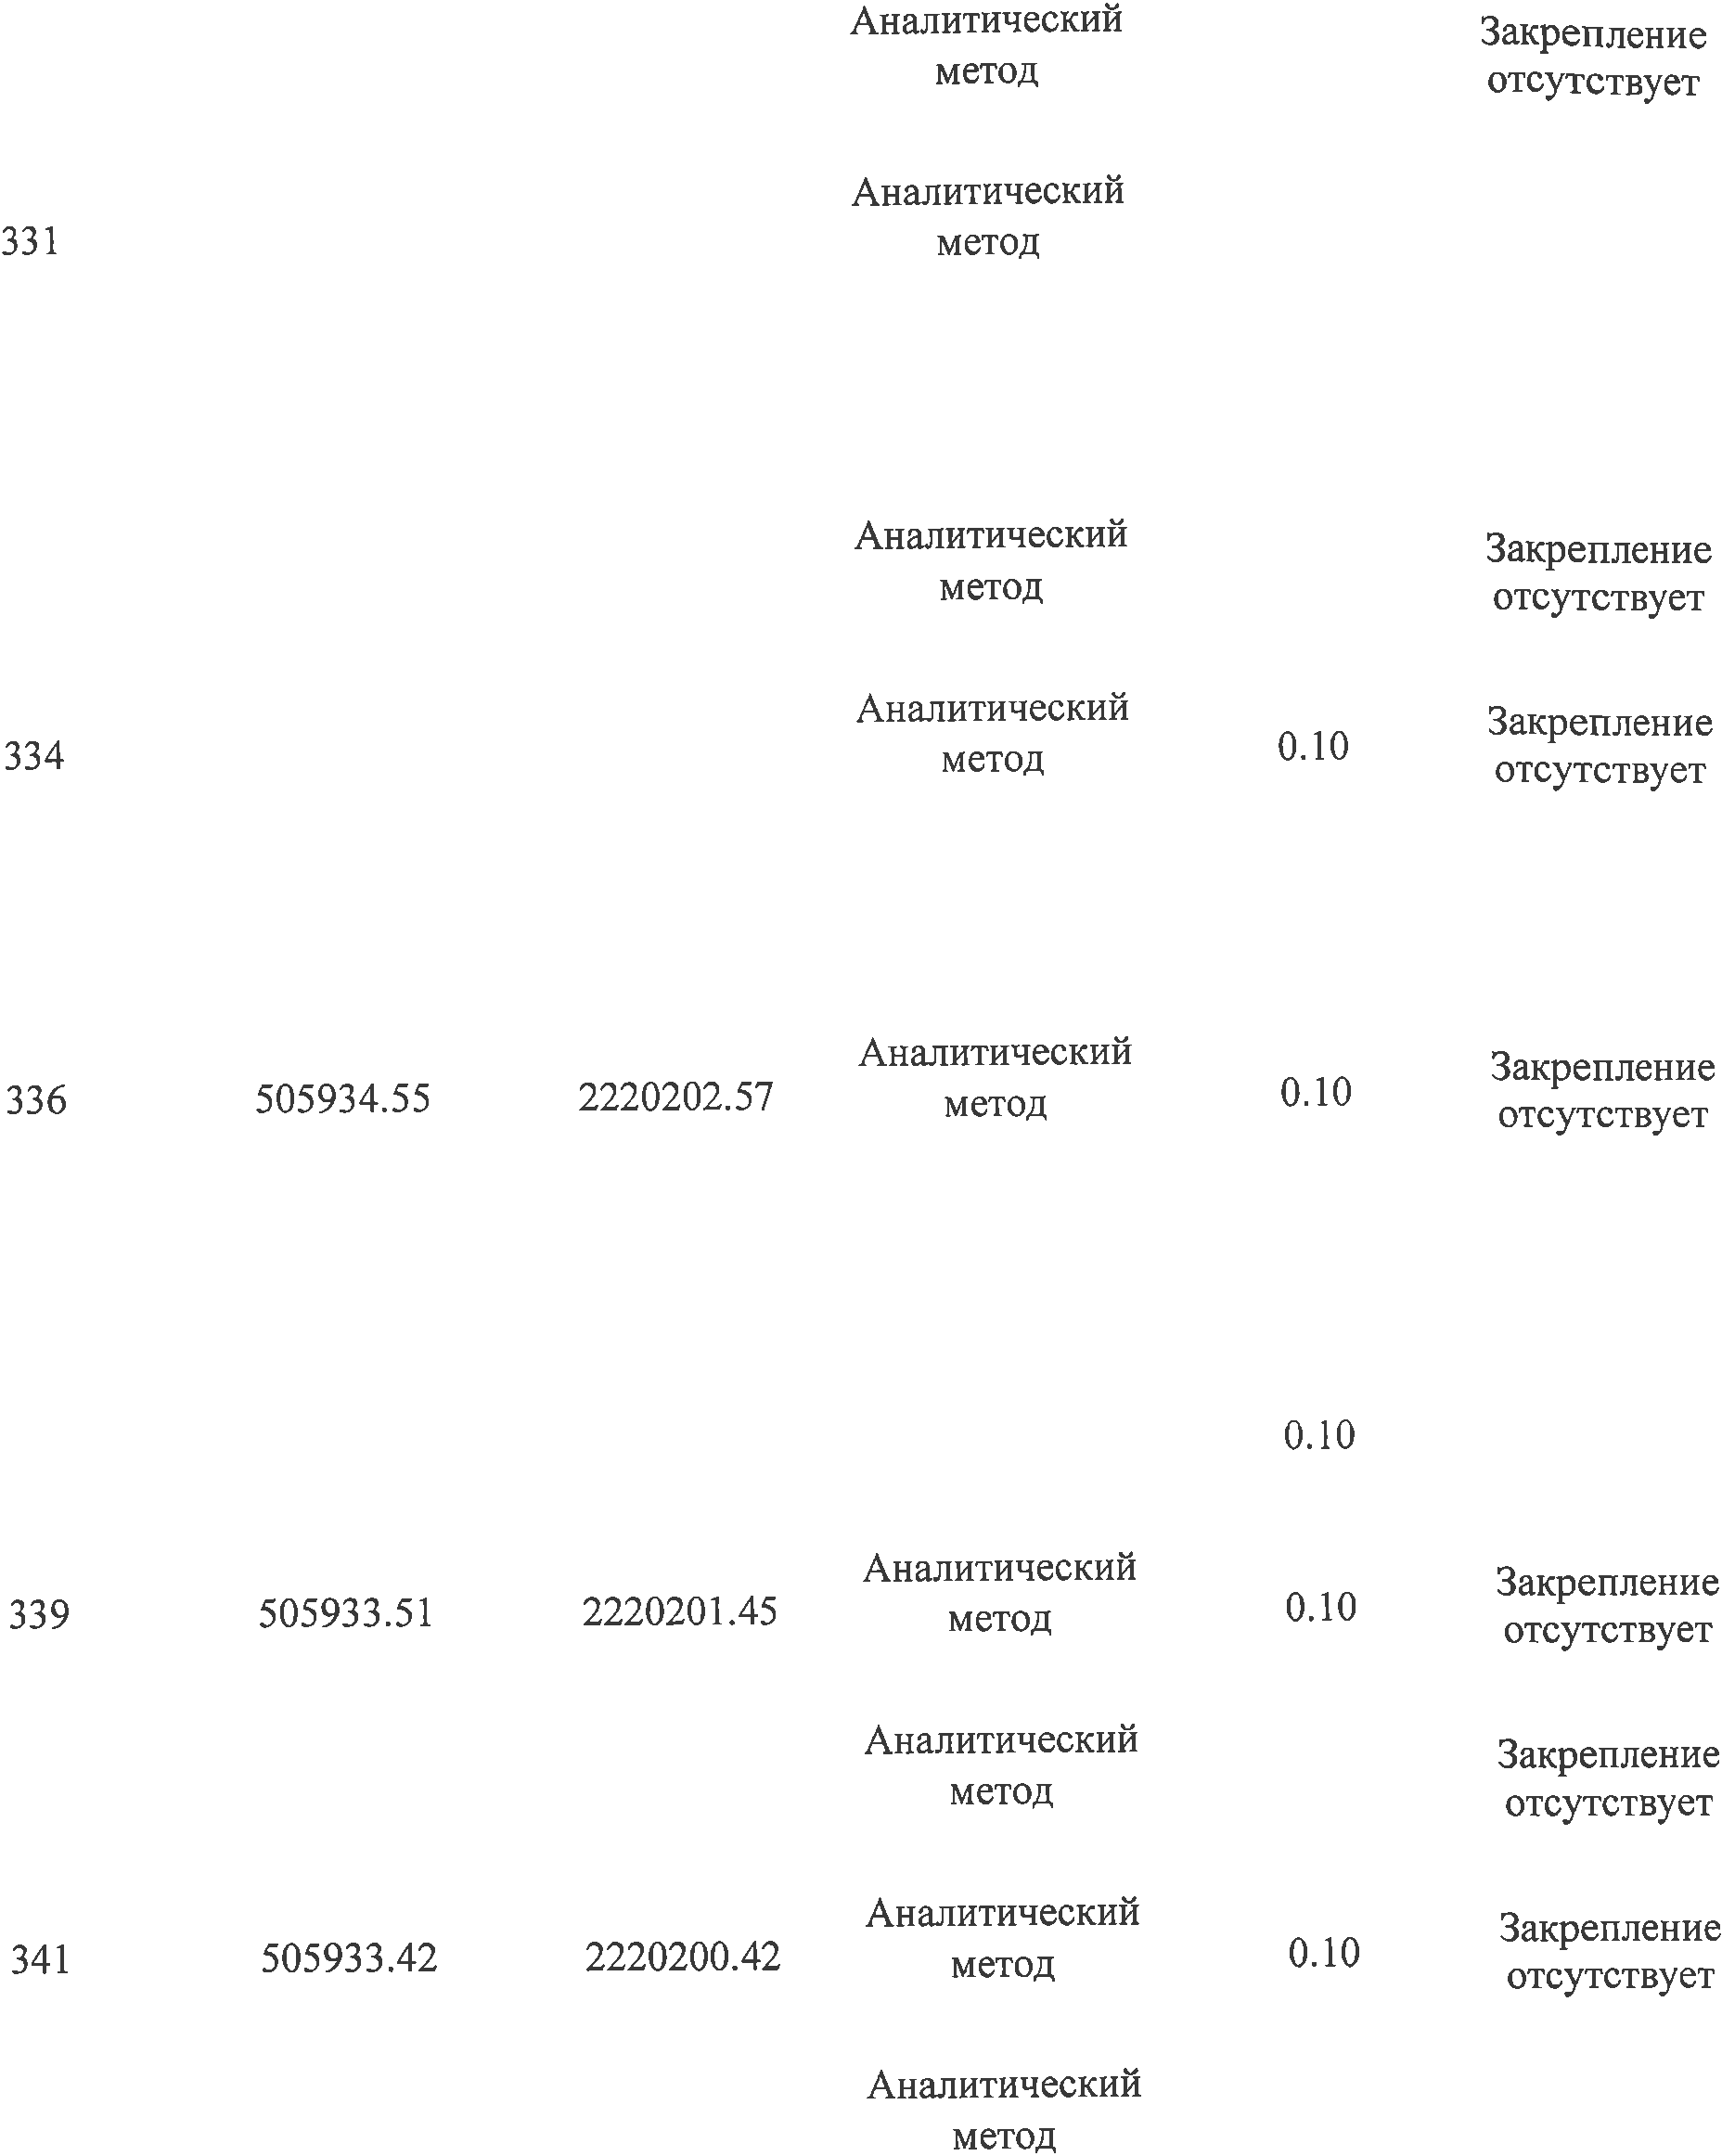 Аналитический
метод
Закрепление
отсутствует
331
Аналитический
метод
Аналитический
метод
Закрепление
отсутствует
334
Аналитический
метод
0.10
Закрепление
отсутствует
336
505934.55
2220202.57
Аналитический
метод
0.10
Закрепление
отсутствует
0.10
339
505933.51
2220201.45
Аналитический
метод
0.10
Закрепление
отсутствует
Аналитический
метод
Закрепление
отсутствует
341
505933.42
2220200.42
Аналитический
метод
0.10
Закрепление
отсутствует
Аналитический
метод